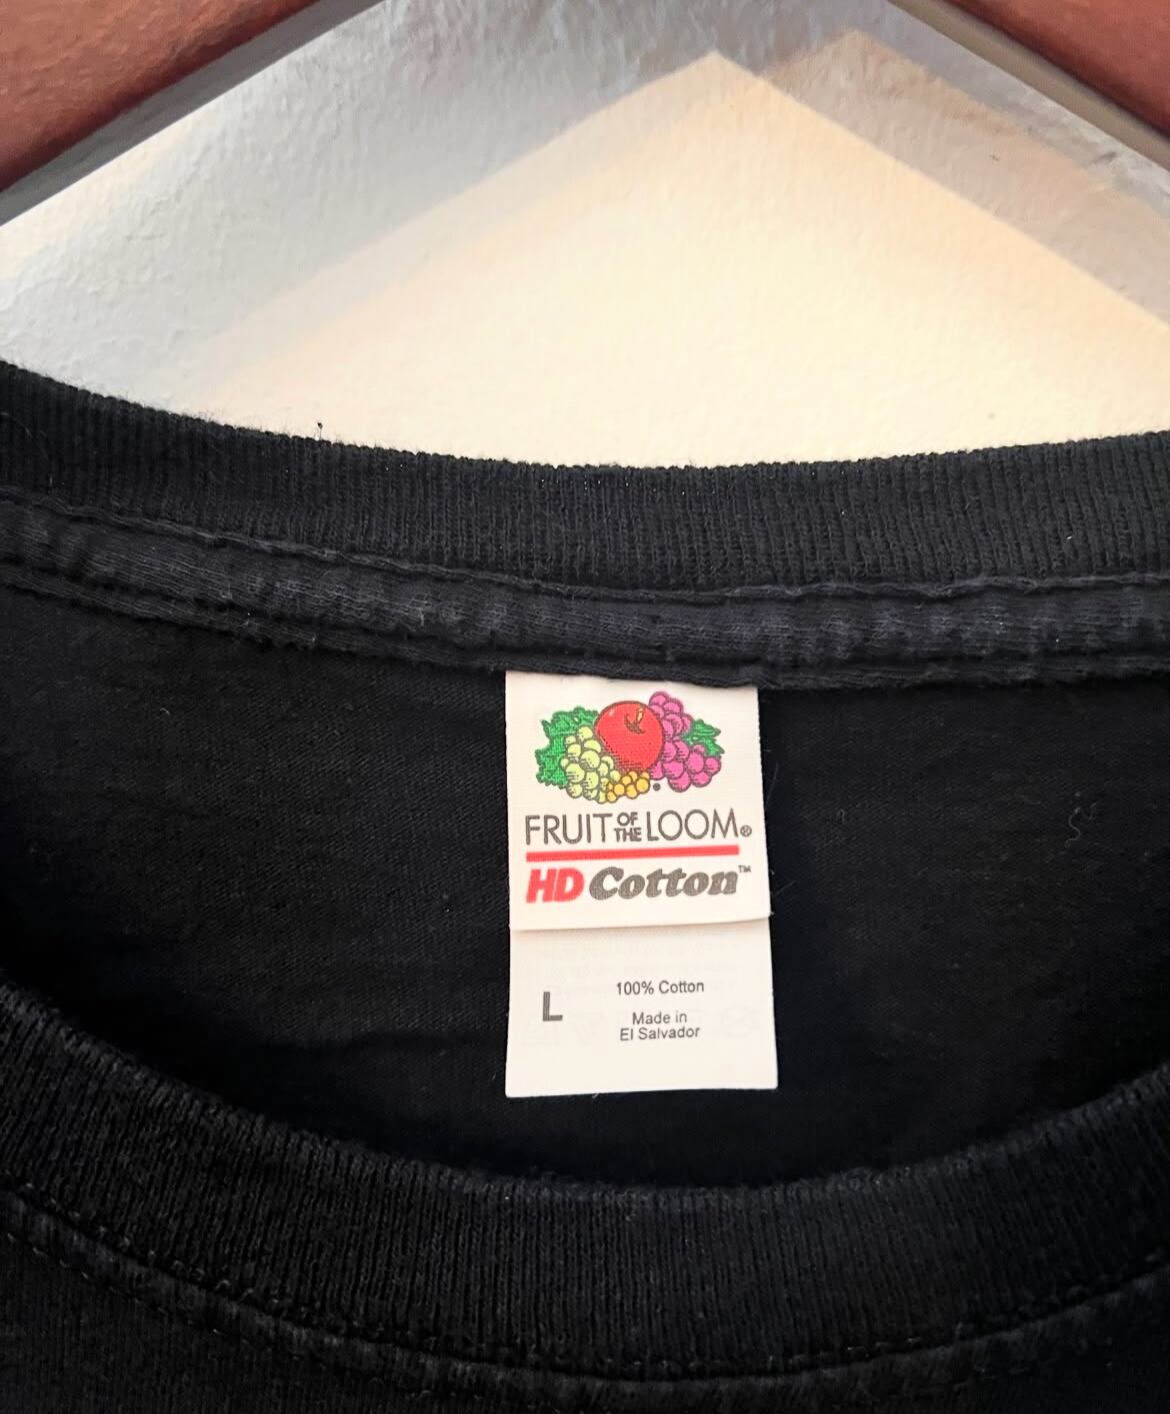 FRUIT OF THE LOOM®
HD Cotton™
L
100% Cotton
Made in
El Salvador